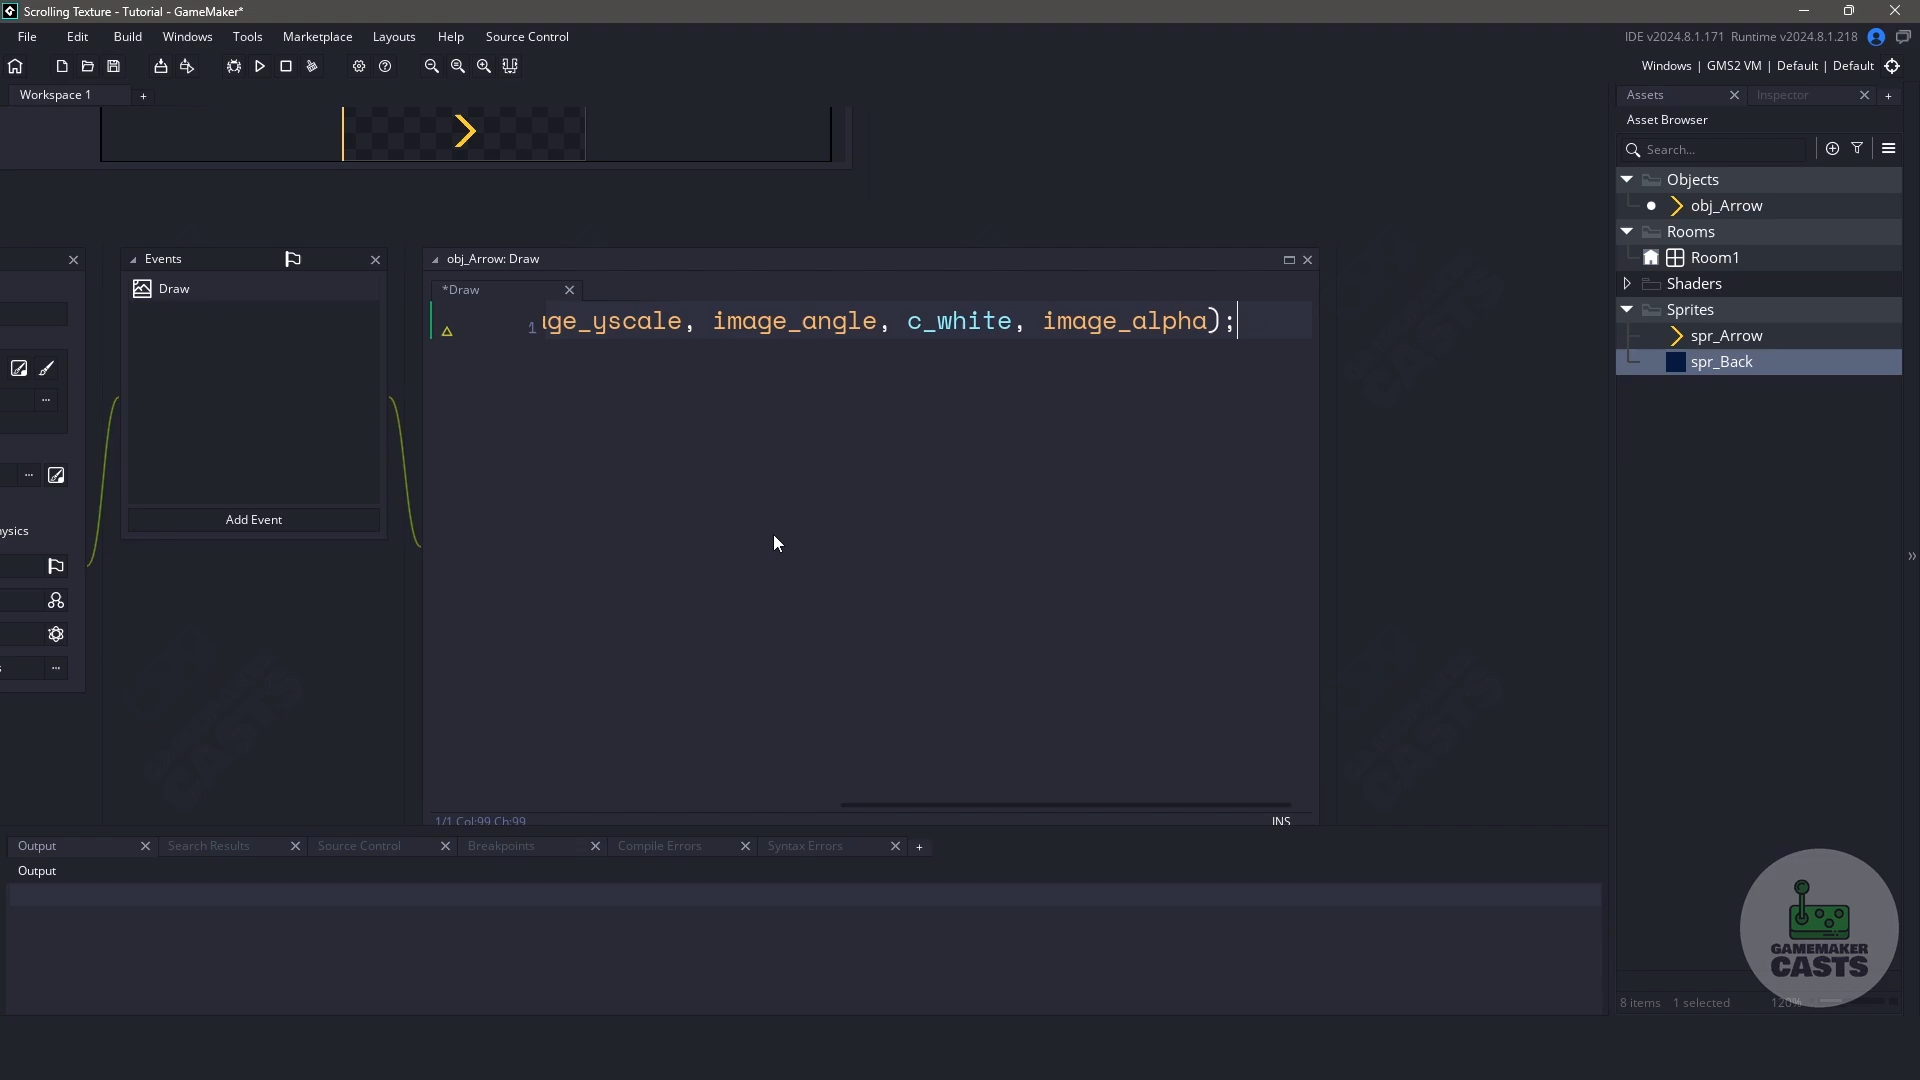 Scrolling Texture - Tutorial - GameMaker*
File Edit Build Windows Tools Marketplace Layouts Help Source Control
IDE v2024.8.1.171 Runtime v2024.8.1.218
Windows | GMS2 VM | Default | Default
Workspace 1
Assets Inspector
Asset Browser
Search...
Objects
obj_Arrow
Rooms
Room1
Shaders
Sprites
spr_Arrow
spr_Back
Events
Draw
Add Event
obj_Arrow: Draw
*Draw
1 age_yscale, image_angle, c_white, image_alpha);
1/1 Col:99 Ch:99
INS
ysics
s
Output Search Results Source Control Breakpoints Compile Errors Syntax Errors
Output
GAMEMAKER
CASTS
8 items 1 selected 120%